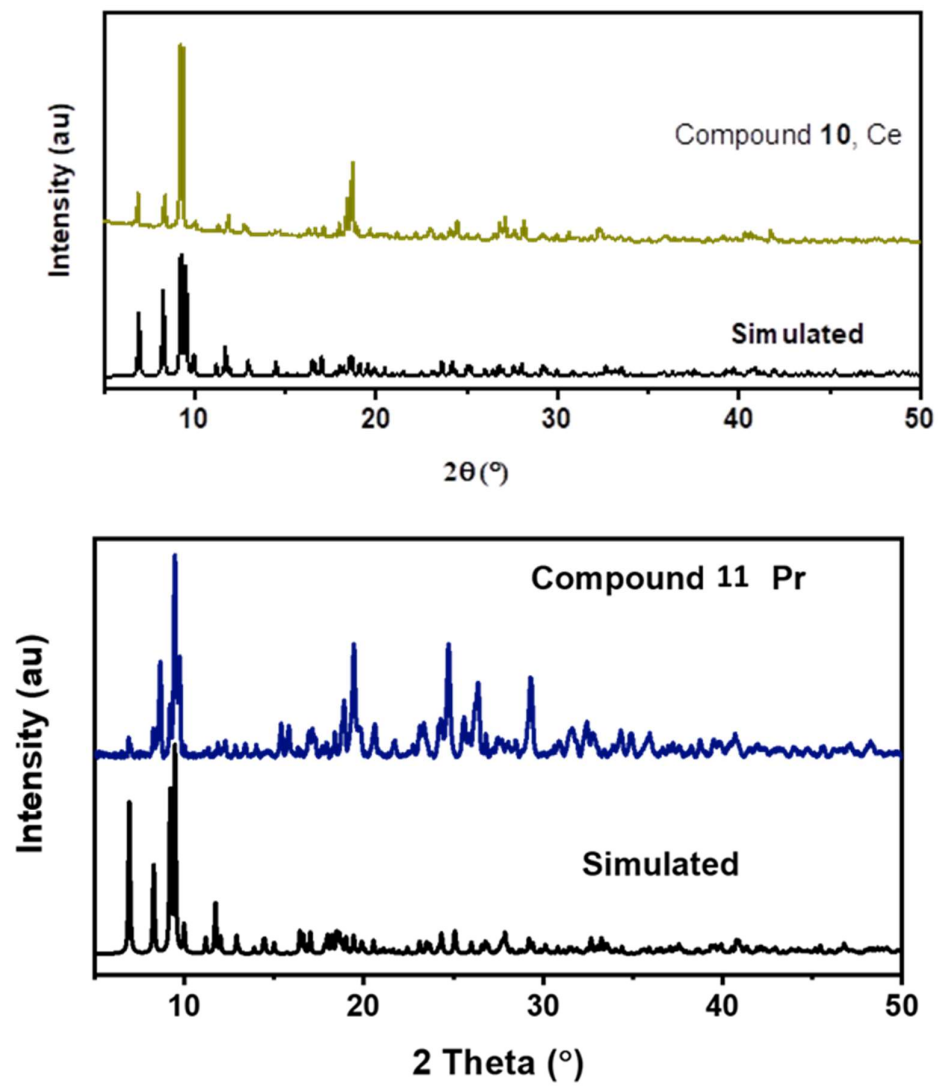 Intensity (au)
Compound 10, Ce
Simulated
10 20 30 40 50
2θ (°)
Intensity (au)
Compound 11 Pr
Simulated
10 20 30 40 50
2 Theta (°)